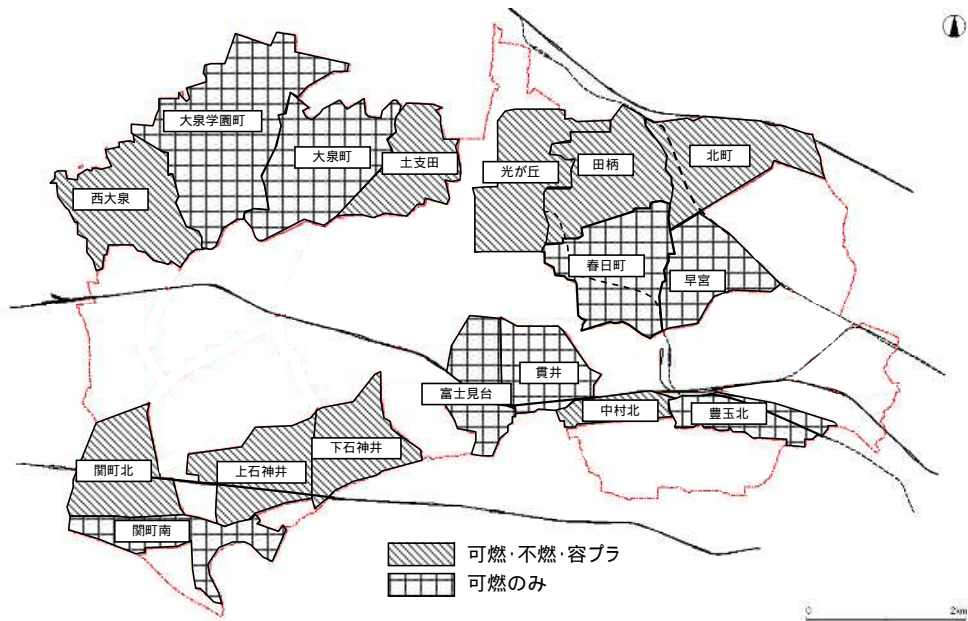 大泉学園町
大泉町
土支田
西大泉
光が丘
田柄
北町
春日町
早宮
富士見台
貫井
中村北
豊玉北
関町北
上石神井
下石神井
関町南
可燃・不燃・容プラ
可燃のみ
0 2km